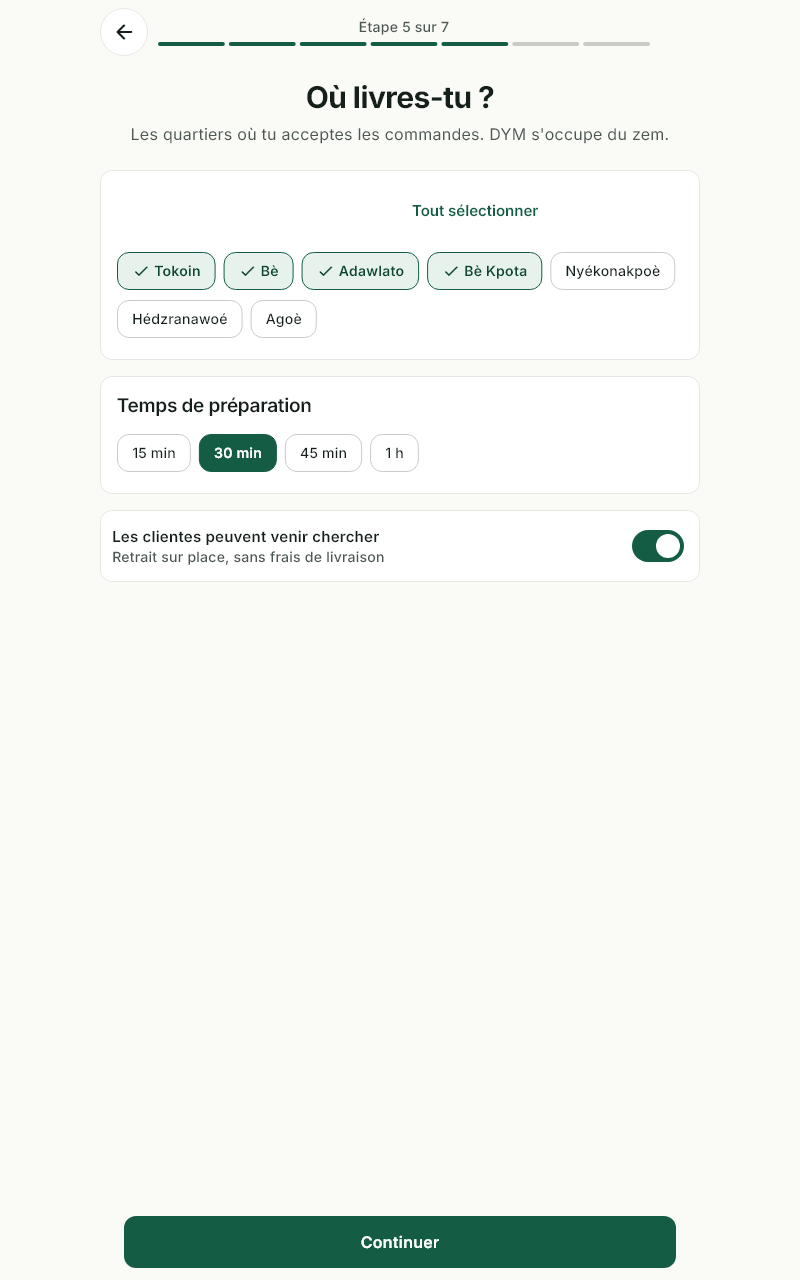 Étape 5 sur 7
Où livres-tu ?
Les quartiers où tu acceptes les commandes. DYM s'occupe du zem.
Tout sélectionner
Tokoin Bè Adawlato Bè Kpota Nyékonakpoè
Hédzranawoé Agoè
Temps de préparation
15 min 30 min 45 min 1 h
Les clientes peuvent venir chercher
Retrait sur place, sans frais de livraison
Continuer